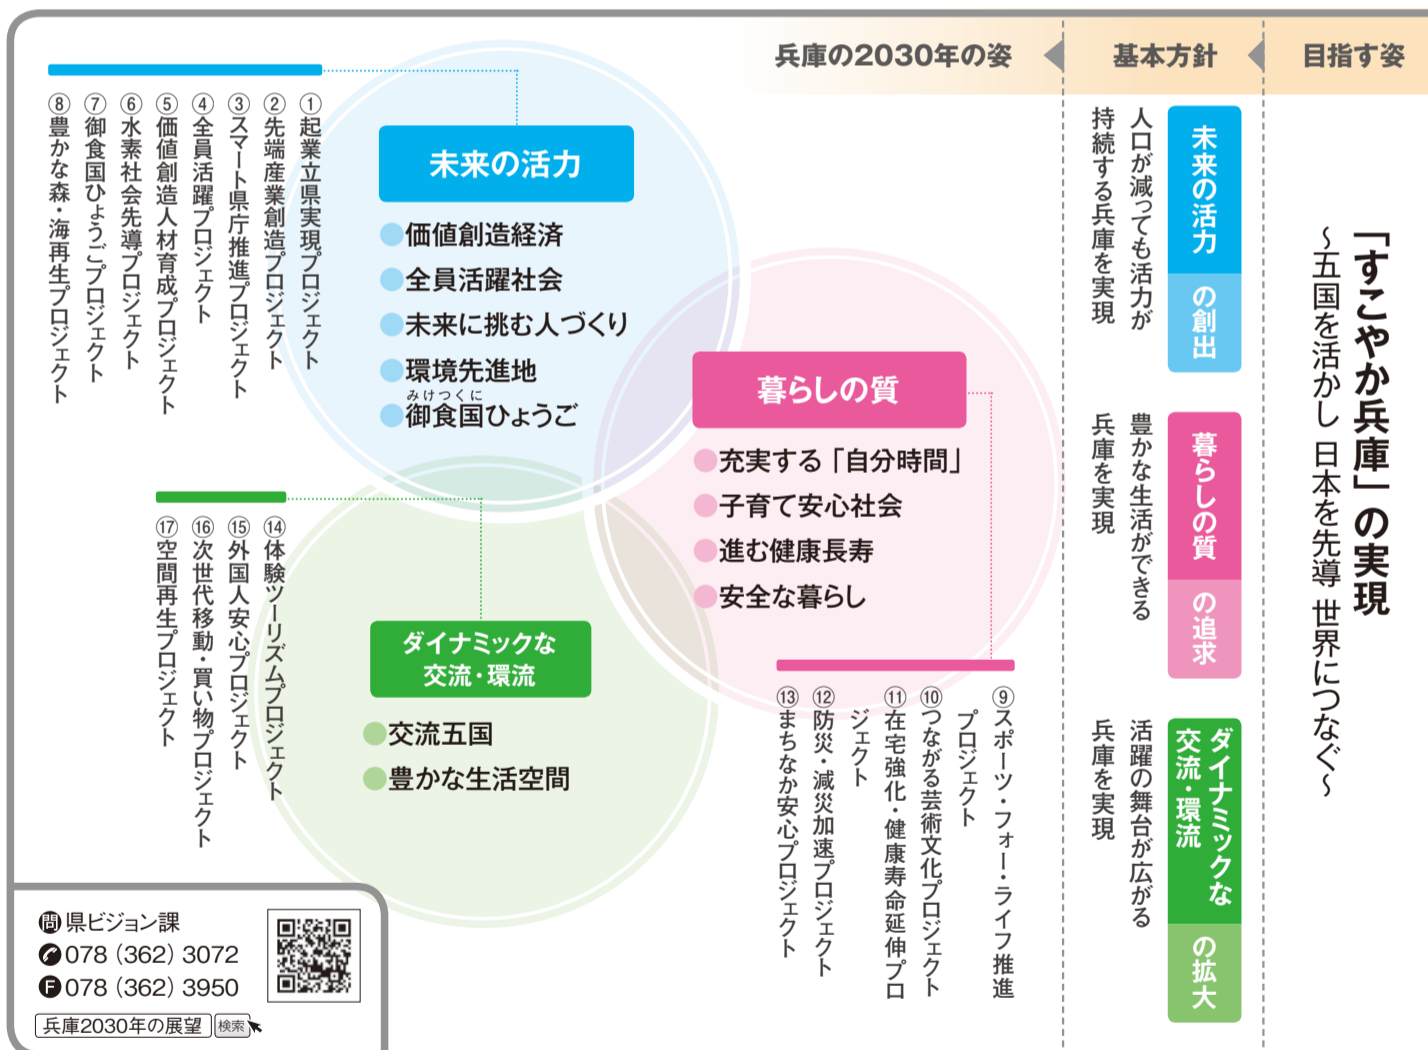 目指す姿
「すこやか兵庫」の実現
～五国を活かし 日本を先導 世界につなぐ～
基本方針
未来の活力の創出
人口が減っても活力が
持続する兵庫を実現
暮らしの質の追求
豊かな生活ができる
兵庫を実現
ダイナミックな
交流・環流
の拡大
活躍の舞台が広がる
兵庫を実現
兵庫の2030年の姿
未来の活力
価値創造経済
全員活躍社会
未来に挑む人づくり
環境先進地
みけつくに
御食国ひょうご
①起業立県実現プロジェクト
②先端産業創造プロジェクト
③スマート県庁推進プロジェクト
④全員活躍プロジェクト
⑤価値創造人材育成プロジェクト
⑥水素社会先導プロジェクト
⑦御食国ひょうごプロジェクト
⑧豊かな森・海再生プロジェクト
暮らしの質
充実する「自分時間」
子育て安心社会
進む健康長寿
安全な暮らし
⑨スポーツ・フォー・ライフ推進
プロジェクト
⑩つながる芸術文化プロジェクト
⑪在宅強化・健康寿命延伸プロ
ジェクト
⑫防災・減災加速プロジェクト
⑬まちなか安心プロジェクト
ダイナミックな
交流・環流
交流五国
豊かな生活空間
⑭体験ツーリズムプロジェクト
⑮外国人安心プロジェクト
⑯次世代移動・買い物プロジェクト
⑰空間再生プロジェクト
問 県ビジョン課
078（362）3072
F 078（362）3950
兵庫2030年の展望 検索